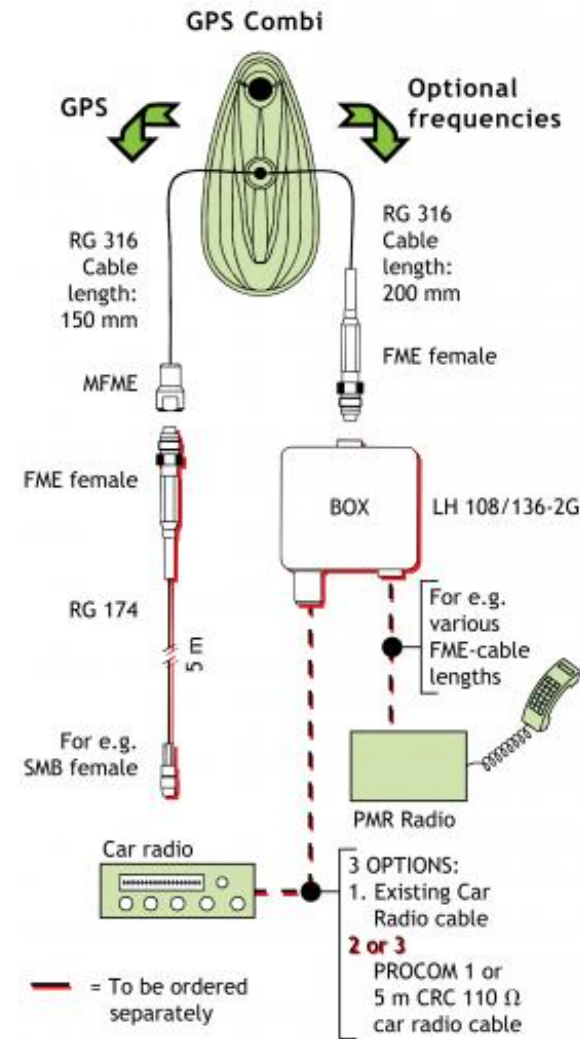 GPS Combi
GPS
Optional
frequencies
RG 316
Cable
length:
150 mm
RG 316
Cable
length:
200 mm
MFME
FME female
FME female
BOX
LH 108/136-2G
RG 174
5 m
For e.g.
various
FME-cable
lengths
For e.g.
SMB female
PMR Radio
Car radio
3 OPTIONS:
1. Existing Car
Radio cable
2 or 3
PROCOM 1 or
5 m CRC 110 Ω
car radio cable
= To be ordered
separately